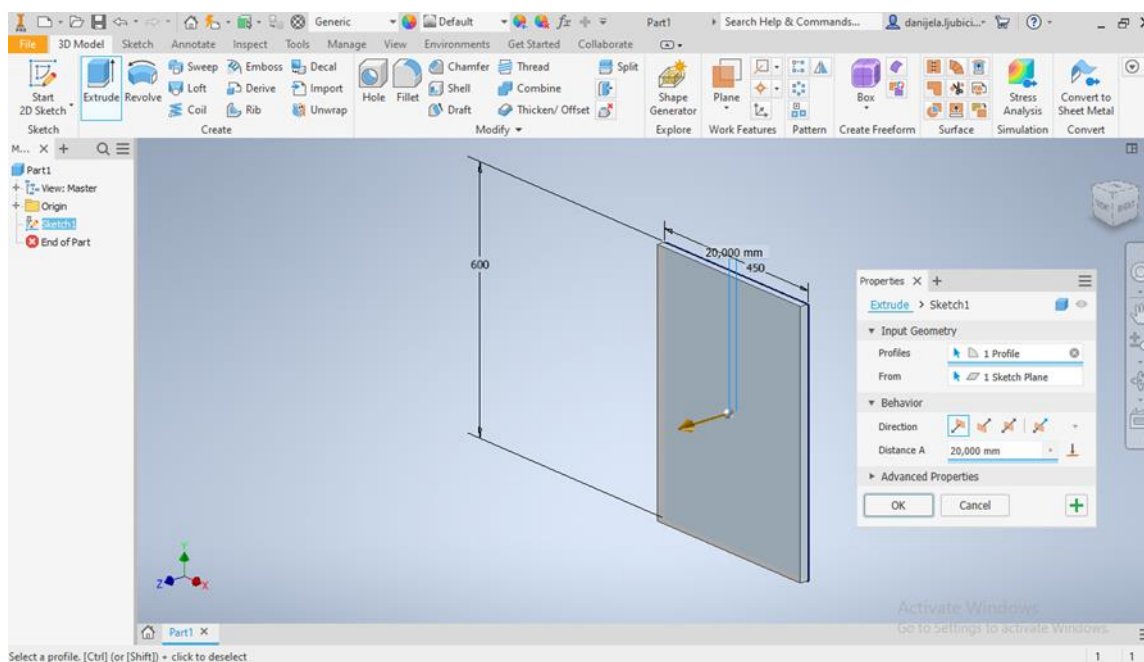 PRO
Generic
Default
Part1
Search Help & Commands...
danijela.ljubici...
File 3D Model Sketch Annotate Inspect Tools Manage View Environments Get Started Collaborate
Start
2D Sketch
Extrude
Revolve
Sweep
Loft
Coil
Emboss
Derive
Rib
Decal
Import
Unwrap
Hole
Fillet
Chamfer
Shell
Draft
Thread
Combine
Thicken/ Offset
Split
Shape
Generator
Plane
Box
Stress
Analysis
Convert to
Sheet Metal
Sketch Create Modify Explore Work Features Pattern Create Freeform Surface Simulation Convert
M... × +
Part1
View: Master
Origin
Sketch1
End of Part
600
20,000 mm
450
Properties × +
Extrude > Sketch1
Input Geometry
Profiles 1 Profile
From 1 Sketch Plane
Behavior
Direction
Distance A 20,000 mm
Advanced Properties
OK Cancel
Y
Z
X
Activate Windows
Go to Settings to activate Windows.
Part1 ×
Select a profile. [Ctrl] (or [Shift]) + click to deselect
1 1